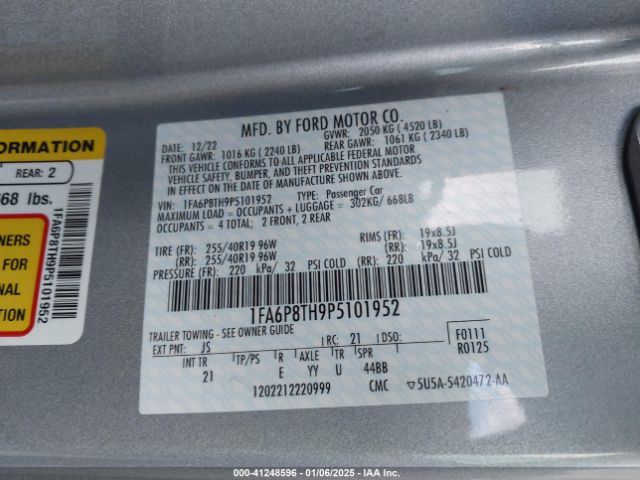 ORMATION
REAR: 2
668 lbs.
NERS
FOR
NAL
TION
1FA6P8TH9P5101952
MFD. BY FORD MOTOR CO.
DATE: 12/22 GVWR: 2050 KG ( 4520 LB)
FRONT GAWR: 1016 KG ( 2240 LB) REAR GAWR: 1061 KG ( 2340 LB)
THIS VEHICLE CONFORMS TO ALL APPLICABLE FEDERAL MOTOR
VEHICLE SAFETY, BUMPER, AND THEFT PREVENTION STANDARDS
IN EFFECT ON THE DATE OF MANUFACTURE SHOWN ABOVE.
VIN: 1FA6P8TH9P5101952 TYPE: Passenger Car
MAXIMUM LOAD = OCCUPANTS + LUGGAGE = 302KG/ 668LB
OCCUPANTS = 4 TOTAL; 2 FRONT, 2 REAR
TIRE (FR): 255/40R19 96W RIMS (FR): 19x8.5J
(RR): 255/40R19 96W (RR): 19x8.5J
PRESSURE (FR): 220 kPa/ 32 PSI COLD (RR): 220 kPa/ 32 PSI COLD
1FA6P8TH9P5101952
TRAILER TOWING - SEE OWNER GUIDE
EXT PNT: JS RC: 21 DSO: F0111
INT TR TP/PS R AXLE TR SPR R0125
21 E YY U 44BB
1202212220999 CMC ▽5U5A-5420472-AA
00-41248596 - 01/06/2025 - IAA Inc.